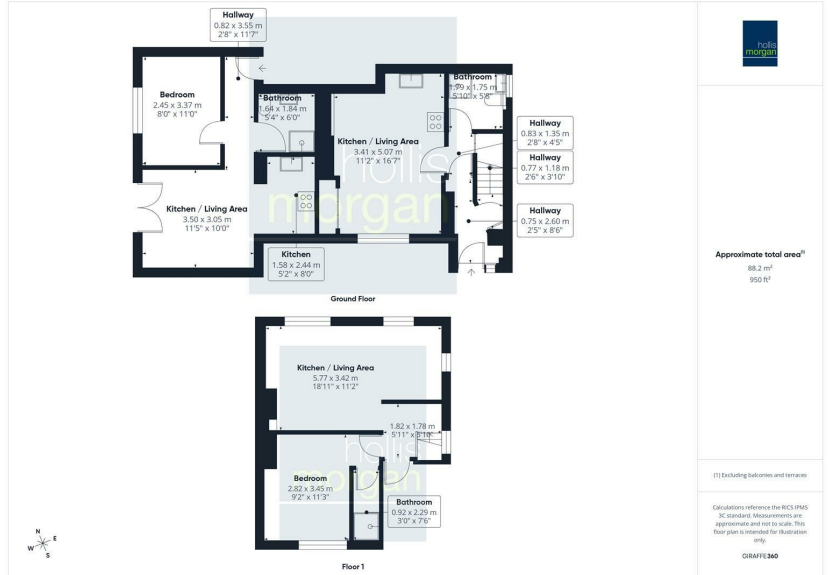 Hallway
0.82 x 3.55 m
2'8" x 11'7"
Bedroom
2.45 x 3.37 m
8'0" x 11'0"
Bathroom
1.64 x 1.84 m
5'4" x 6'0"
Kitchen / Living Area
3.41 x 5.07 m
11'2" x 16'7"
Bathroom
1.79 x 1.75 m
5'10" x 5'8"
Hallway
0.83 x 1.35 m
2'8" x 4'5"
Hallway
0.77 x 1.18 m
2'6" x 3'10"
Hallway
0.75 x 2.60 m
2'5" x 8'6"
Kitchen / Living Area
3.50 x 3.05 m
11'5" x 10'0"
Kitchen
1.58 x 2.44 m
5'2" x 8'0"
hollis
morgan
Ground Floor
Kitchen / Living Area
5.77 x 3.42 m
18'11" x 11'2"
1.82 x 1.78 m
5'11" x 5'10"
Bedroom
2.82 x 3.45 m
9'2" x 11'3"
Bathroom
0.92 x 2.29 m
3'0" x 7'6"
hollis
morgan
Floor 1
N
E
W
S
hollis
morgan
Approximate total area⁽¹⁾
88.2 m²
950 ft²
(1) Excluding balconies and terraces
Calculations reference the RICS IPMS
3C standard. Measurements are
approximate and not to scale. This
floor plan is intended for illustration
only.
GIRAFFE360